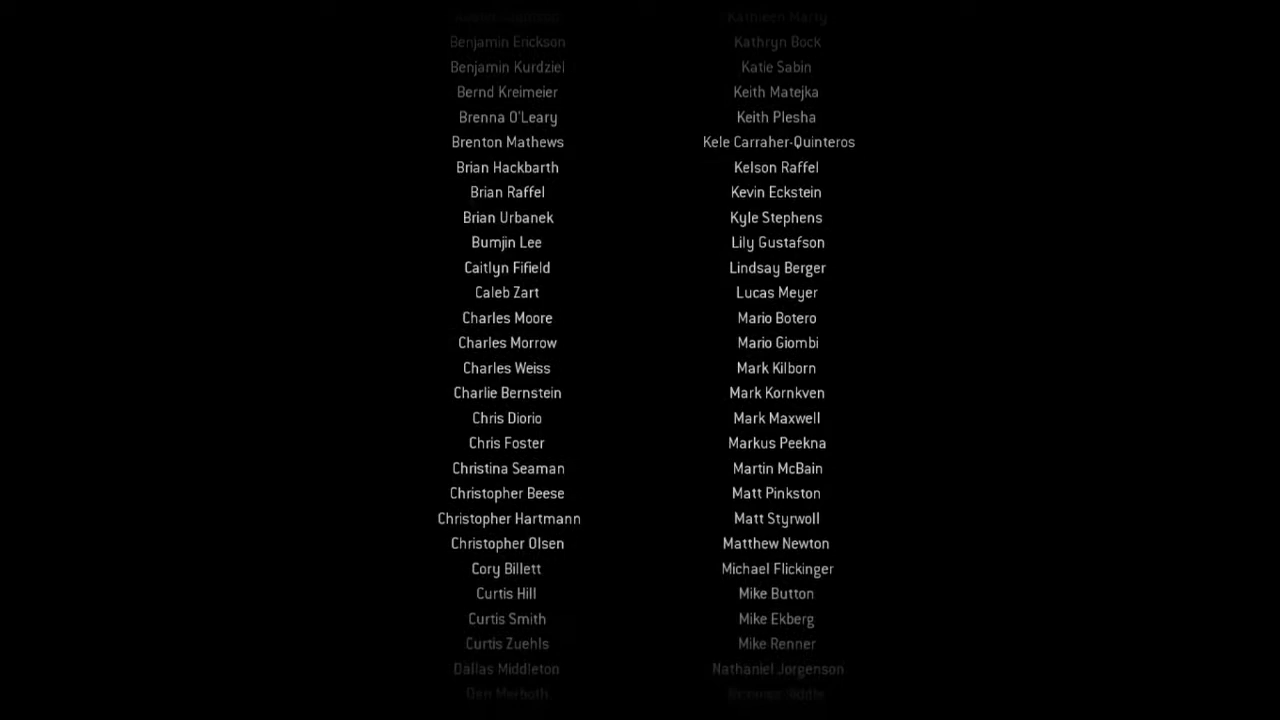 Benjamin Erickson
Benjamin Kurdziel
Bernd Kreimeier
Brenna O'Leary
Brenton Mathews
Brian Hackbarth
Brian Raffel
Brian Urbanek
Bumjin Lee
Caitlyn Fifield
Caleb Zart
Charles Moore
Charles Morrow
Charles Weiss
Charlie Bernstein
Chris Diorio
Chris Foster
Christina Seaman
Christopher Beese
Christopher Hartmann
Christopher Olsen
Cory Billett
Curtis Hill
Curtis Smith
Curtis Zuehls
Dallas Middleton
Kathleen
Kathryn Bock
Katie Sabin
Keith Matejka
Keith Plesha
Kele Carraher-Quinteros
Kelson Raffel
Kevin Eckstein
Kyle Stephens
Lily Gustafson
Lindsay Berger
Lucas Meyer
Mario Botero
Mario Giombi
Mark Kilborn
Mark Kornkven
Mark Maxwell
Markus Peekna
Martin McBain
Matt Pinkston
Matt Styrwoll
Matthew Newton
Michael Flickinger
Mike Button
Mike Ekberg
Mike Renner
Nathaniel Jorgenson